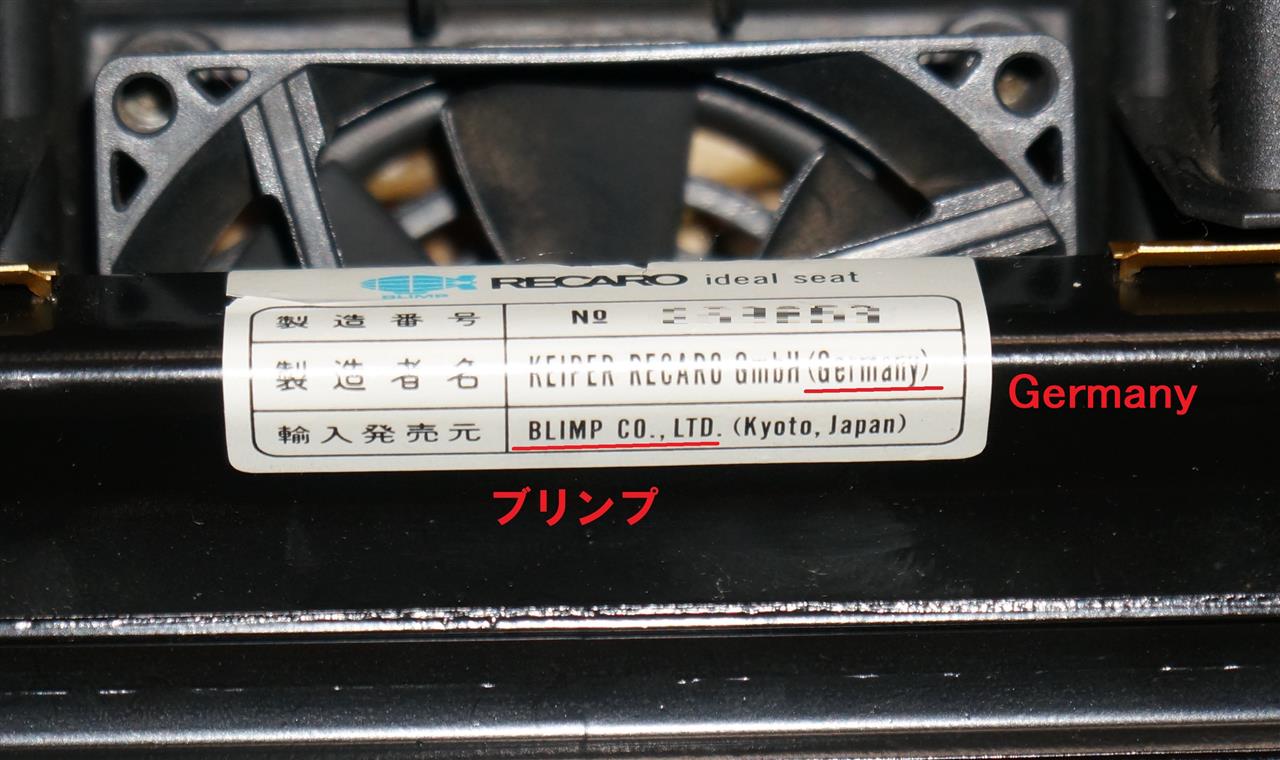 BLIMP RECARO ideal seat
製造番号 №
製造者名 KEIPER RECARO GmbH (Germany)
Germany
輸入発売元 BLIMP CO.,LTD. (Kyoto, Japan)
ブリンプ